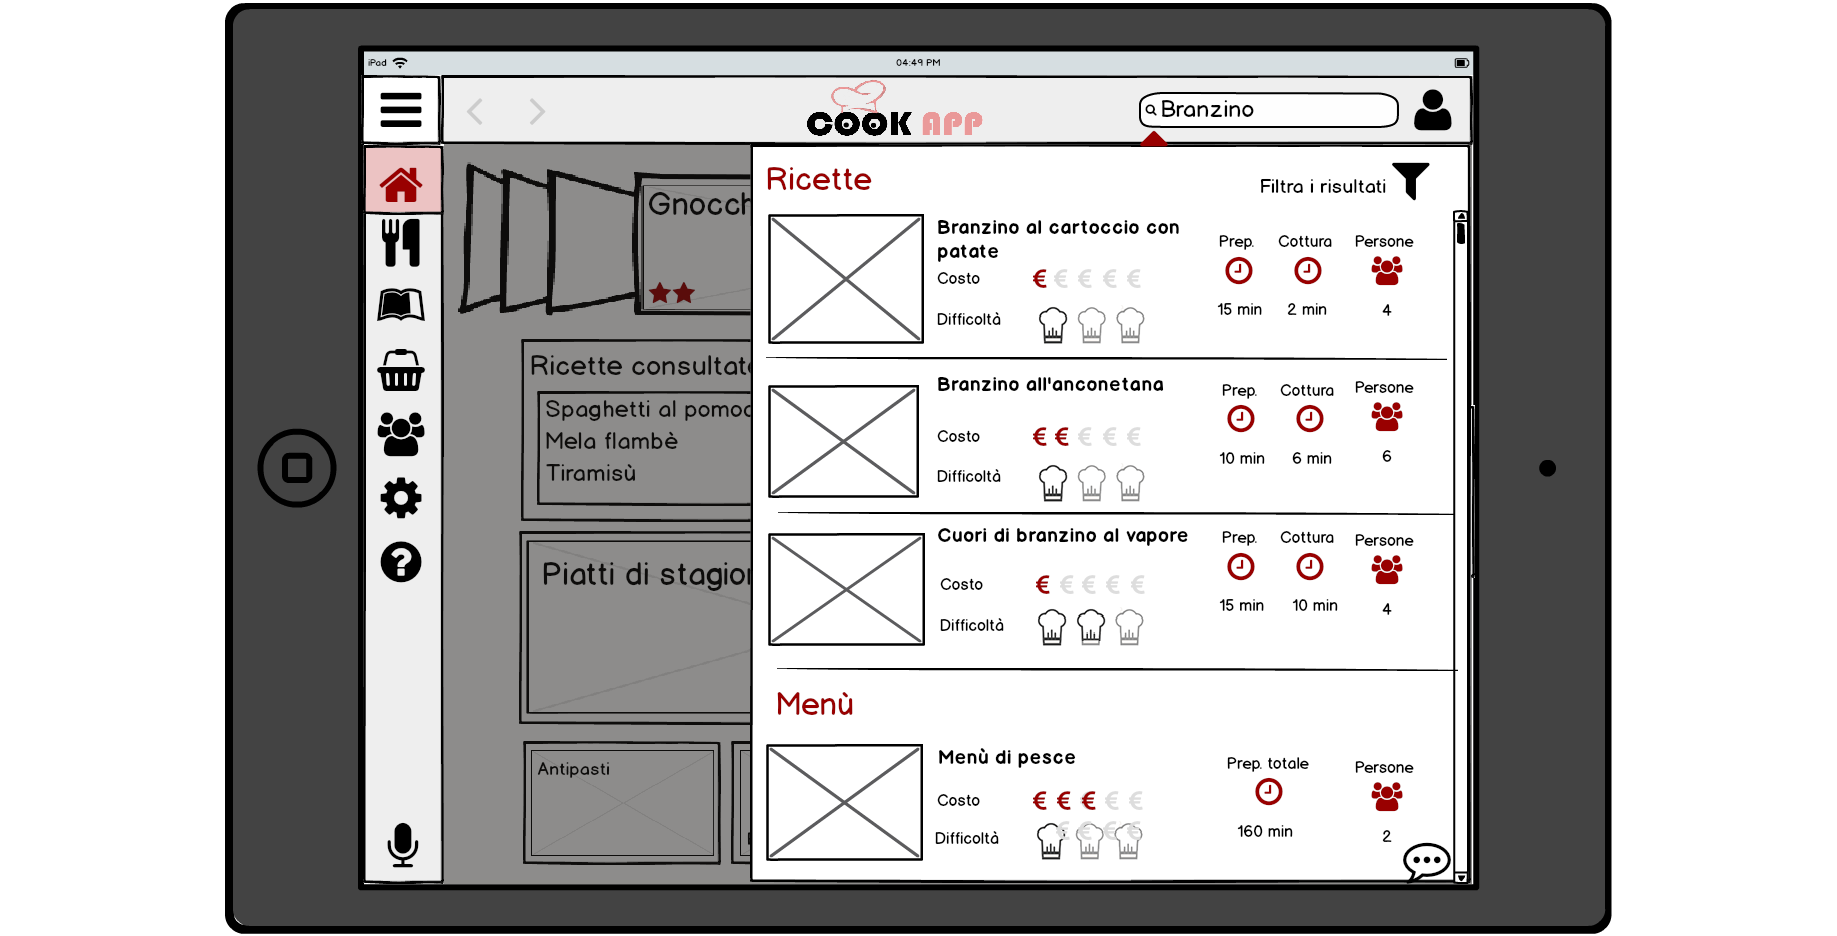 iPad
04:49 PM
COOK APP
Branzino
Gnocch
Ricette consultate
Spaghetti al pomod
Mela flambè
Tiramisù
Piatti di stagion
Antipasti
Ricette
Filtra i risultati
Branzino al cartoccio con
patate
Costo € € € € €
Difficoltà
Prep. Cottura Persone
15 min 2 min 4
Branzino all'anconetana
Costo € € € € €
Difficoltà
Prep. Cottura Persone
10 min 6 min 6
Cuori di branzino al vapore
Costo € € € € €
Difficoltà
Prep. Cottura Persone
15 min 10 min 4
Menù
Menù di pesce
Costo € € € € €
Difficoltà € € € €
Prep. totale Persone
160 min 2